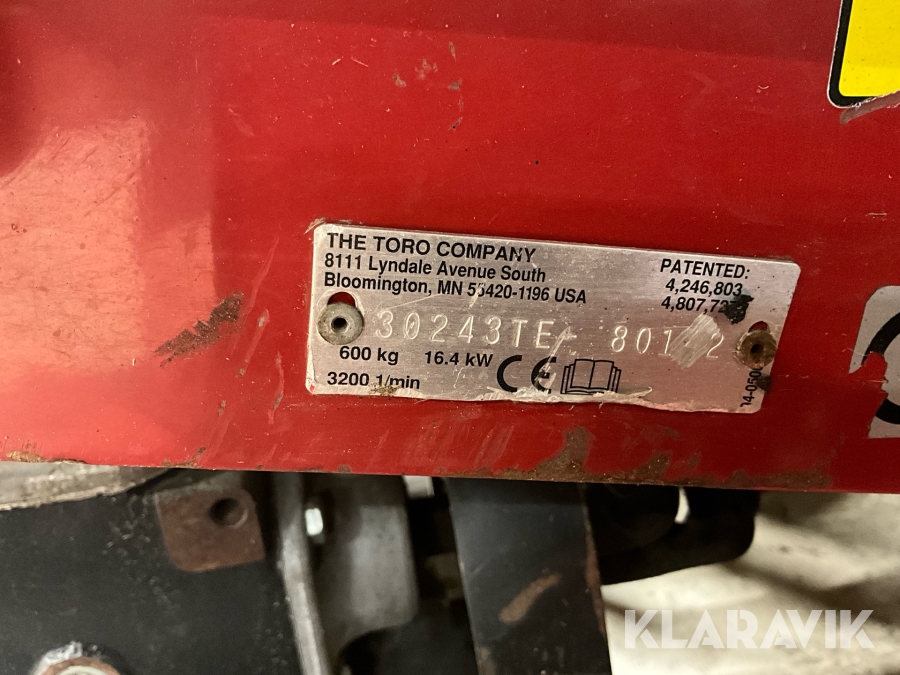 THE TORO COMPANY
8111 Lyndale Avenue South
Bloomington, MN 55420-1196 USA
PATENTED:
4,246,803
30243TE-
600 kg 16.4 kW CE
3200 1/min
KLARAVIK